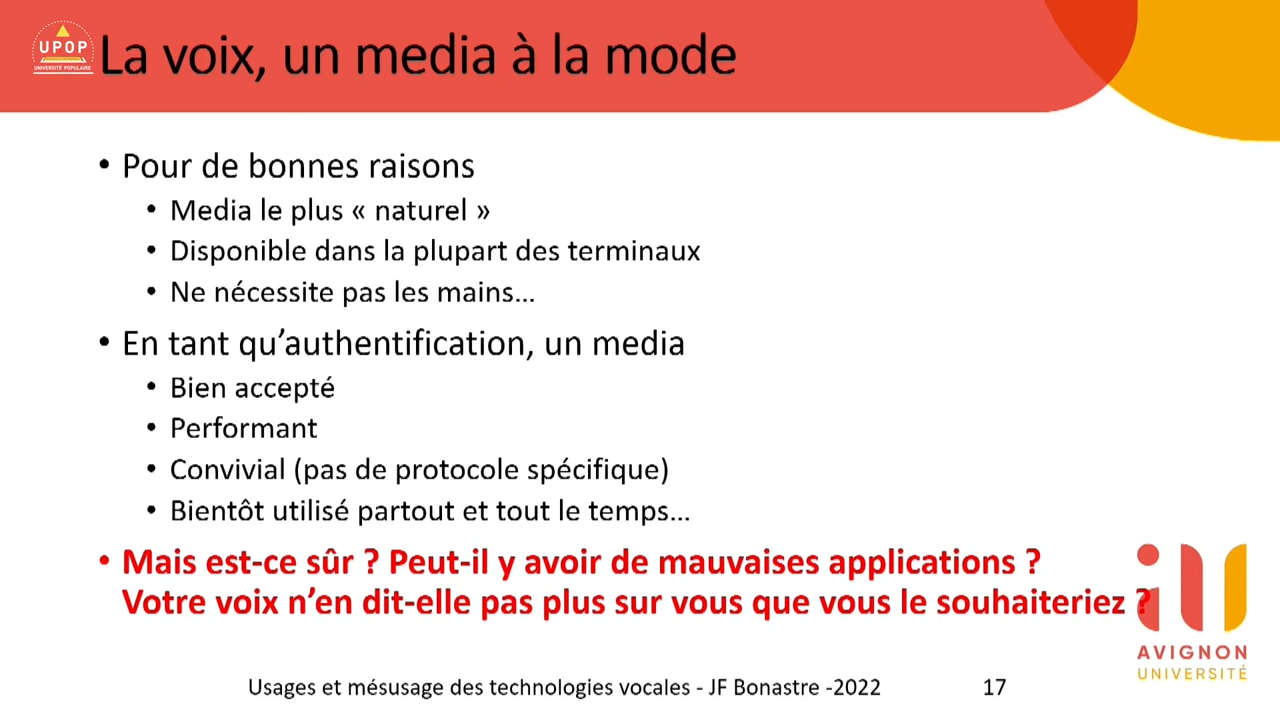 UPOP
UNIVERSITÉ POPULAIRE
La voix, un media à la mode
• Pour de bonnes raisons
• Media le plus « naturel »
• Disponible dans la plupart des terminaux
• Ne nécessite pas les mains...
• En tant qu'authentification, un media
• Bien accepté
• Performant
• Convivial (pas de protocole spécifique)
• Bientôt utilisé partout et tout le temps...
• Mais est-ce sûr ? Peut-il y avoir de mauvaises applications ?
Votre voix n'en dit-elle pas plus sur vous que vous le souhaiteriez ?
AVIGNON
UNIVERSITÉ
Usages et mésusage des technologies vocales - JF Bonastre -2022
17